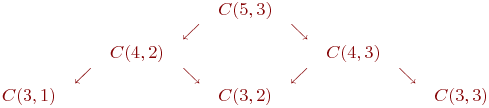 C(5, 3)
C(4, 2) C(4, 3)
C(3, 1) C(3, 2) C(3, 3)